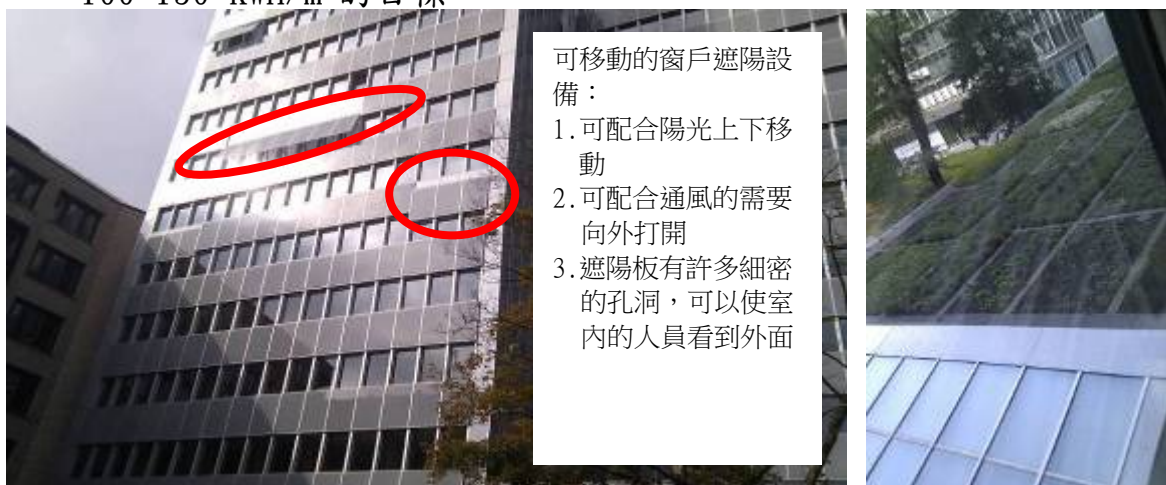 可移動的窗戶遮陽設
備：
1.可配合陽光上下移
動
2.可配合通風的需要
向外打開
3.遮陽板有許多細密
的孔洞，可以使室
內的人員看到外面